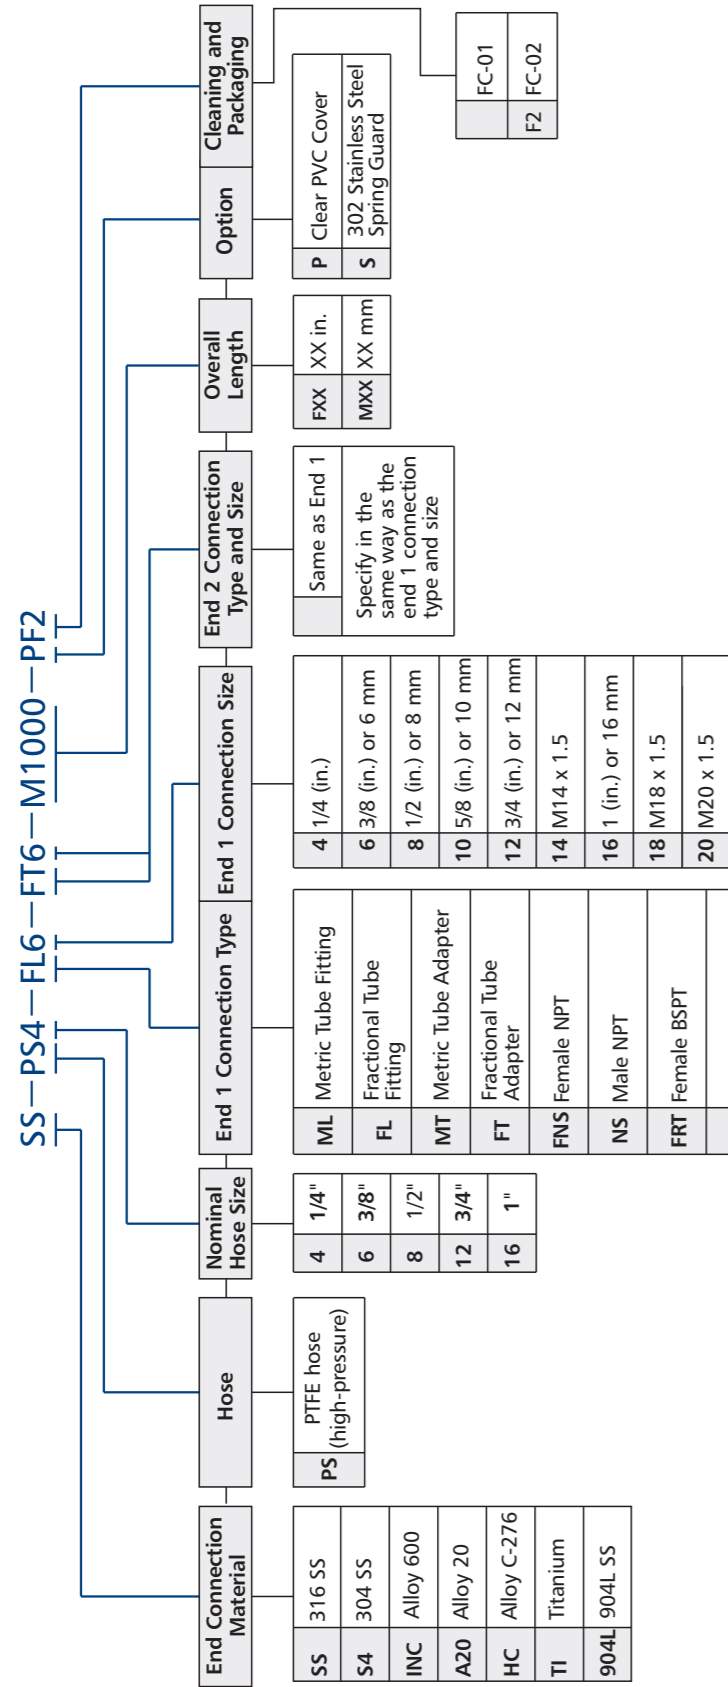 SS—PS4—FL6—FT6—M1000—PF2
End Connection
Material
SS 316 SS
S4 304 SS
INC Alloy 600
A20 Alloy 20
HC Alloy C-276
TI Titanium
904L 904L SS
Hose
PS PTFE hose
(high-pressure)
Nominal
Hose Size
4 1/4"
6 3/8"
8 1/2"
12 3/4"
16 1"
End 1 Connection Type
ML Metric Tube Fitting
FL Fractional Tube
Fitting
MT Metric Tube Adapter
FT Fractional Tube
Adapter
FNS Female NPT
NS Male NPT
FRT Female BSPT
End 1 Connection Size
4 1/4 (in.)
6 3/8 (in.) or 6 mm
8 1/2 (in.) or 8 mm
10 5/8 (in.) or 10 mm
12 3/4 (in.) or 12 mm
14 M14 x 1.5
16 1 (in.) or 16 mm
18 M18 x 1.5
20 M20 x 1.5
End 2 Connection
Type and Size
Same as End 1
Specify in the
same way as the
end 1 connection
type and size
Overall
Length
FXX XX in.
MXX XX mm
Option
P Clear PVC Cover
S 302 Stainless Steel
Spring Guard
Cleaning and
Packaging
FC-01
F2 FC-02